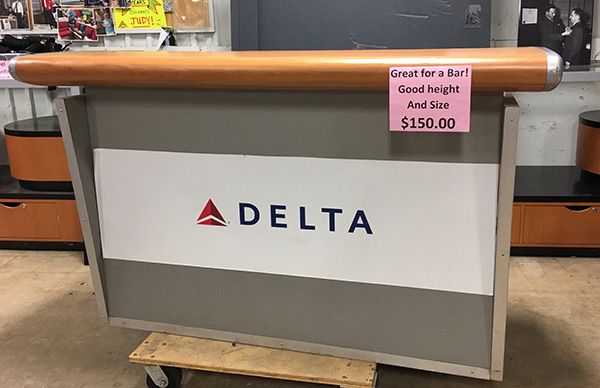 JUDY!
Great for a Bar!
Good height
And Size
$150.00
DELTA